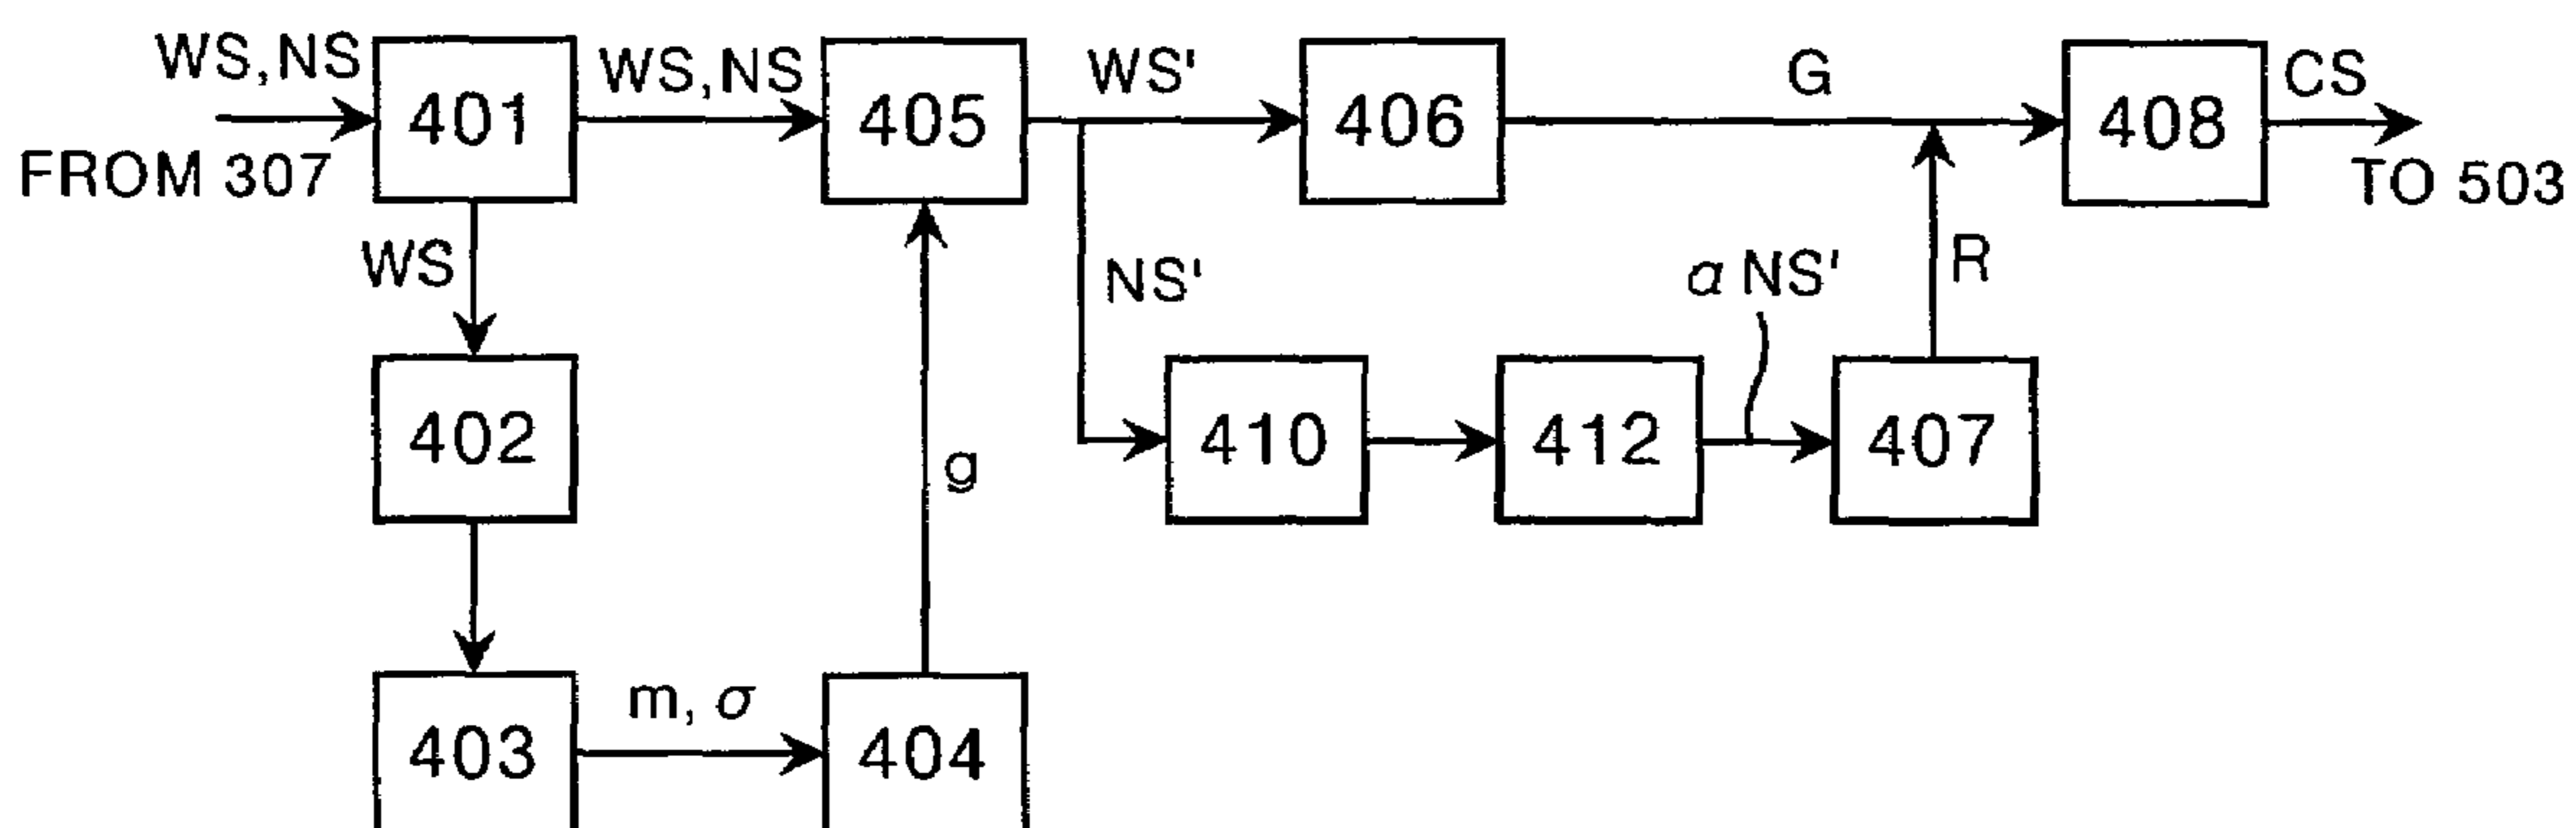 WS,NS
FROM 307
401
WS,NS
405
WS'
406
G
408
CS
TO 503
WS
NS'
α NS'
R
402
g
410
412
407
403
m, σ
404